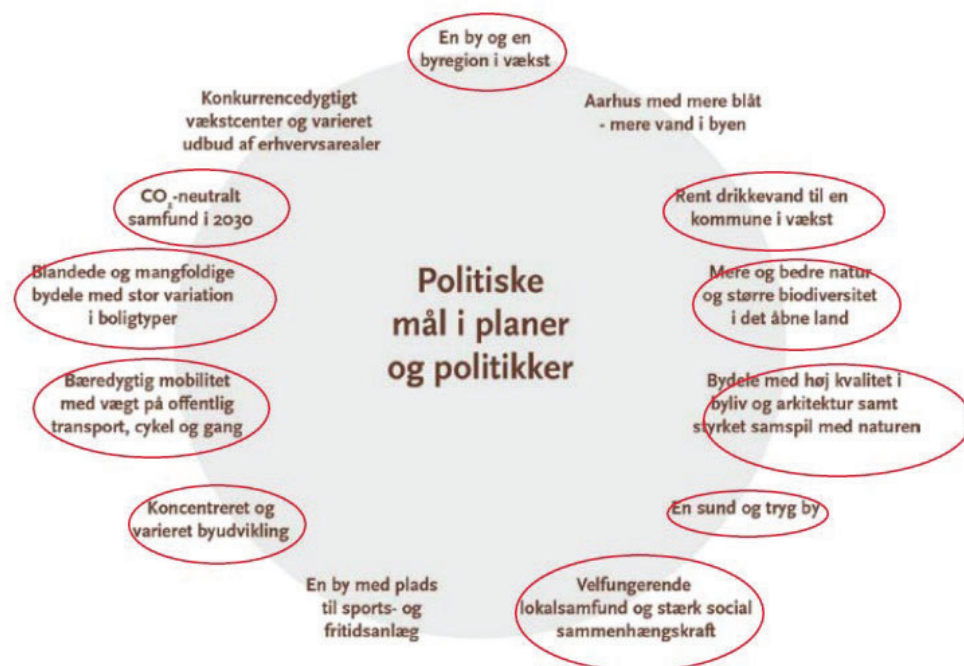 En by og en
byregion i vækst
Konkurrencedygtigt
vækstcenter og varieret
udbud af erhvervsarealer
Aarhus med mere blåt
- mere vand i byen
CO₂-neutralt
samfund i 2030
Rent drikkevand til en
kommune i vækst
Blandede og mangfoldige
bydele med stor variation
i boligtyper
Mere og bedre natur
og større biodiversitet
i det åbne land
Politiske
mål i planer
og politikker
Bæredygtig mobilitet
med vægt på offentlig
transport, cykel og gang
Bydele med høj kvalitet i
byliv og arkitektur samt
styrket samspil med naturen
Koncentreret og
varieret byudvikling
En sund og tryg by
En by med plads
til sports- og
fritidsanlæg
Velfungerende
lokalsamfund og stærk social
sammenhængskraft